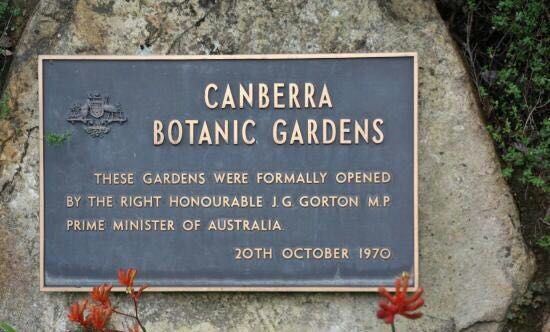 CANBERRA
BOTANIC GARDENS
THESE GARDENS WERE FORMALLY OPENED
BY THE RIGHT HONOURABLE J.G. GORTON M.P.
PRIME MINISTER OF AUSTRALIA.
20TH OCTOBER 1970.